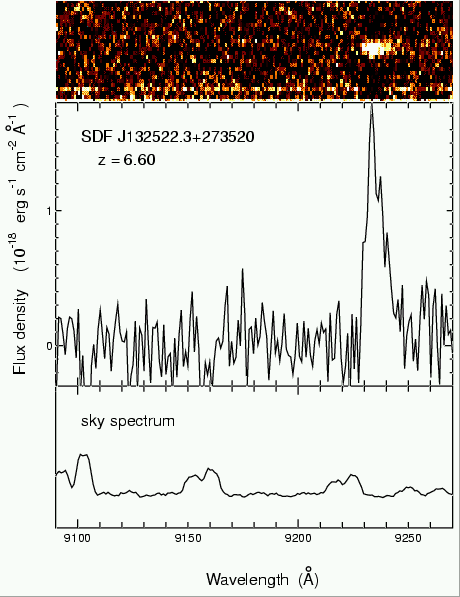 SDF J132522.3+273520
z = 6.60
Flux density (10⁻¹⁸ erg s⁻¹ cm⁻² Å⁻¹)
1
0
sky spectrum
9100 9150 9200 9250
Wavelength (Å)